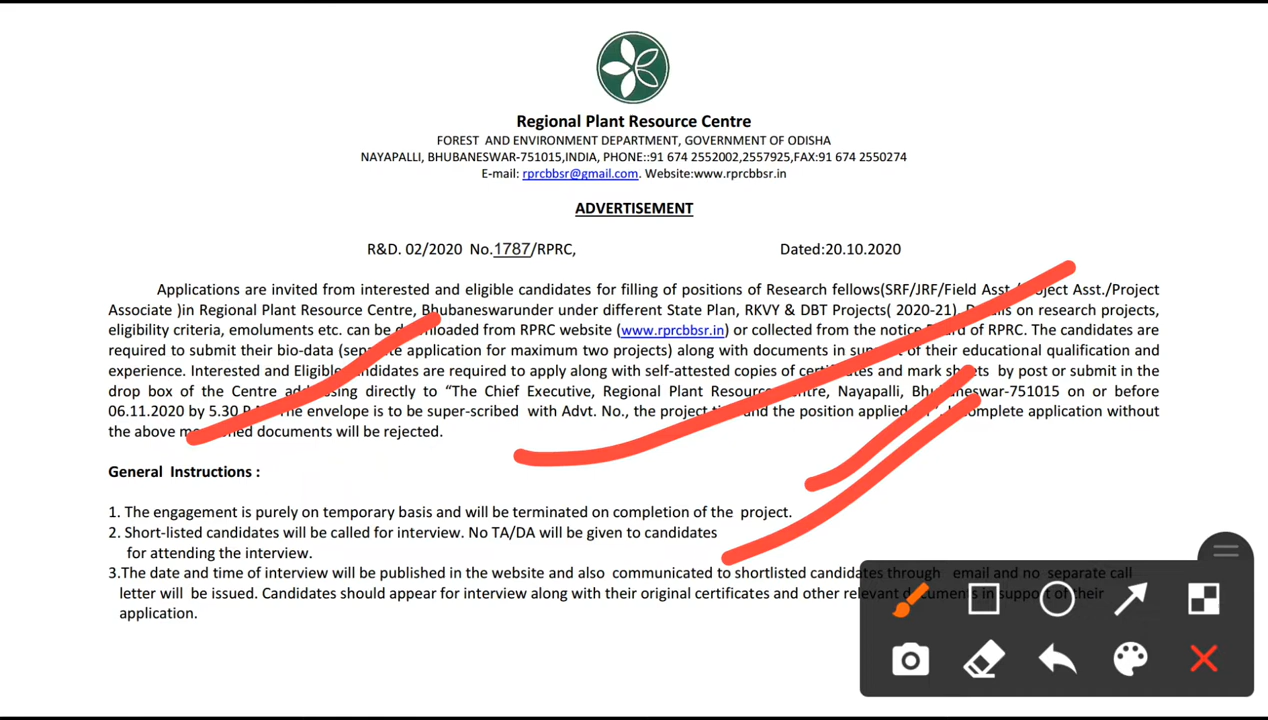 Regional Plant Resource Centre
FOREST AND ENVIRONMENT DEPARTMENT, GOVERNMENT OF ODISHA
NAYAPALLI, BHUBANESWAR-751015,INDIA, PHONE::91 674 2552002,2557925,FAX:91 674 2550274
E-mail: rprcbbsr@gmail.com. Website:www.rprcbbsr.in
ADVERTISEMENT
R&D. 02/2020 No.1787/RPRC, Dated:20.10.2020
Applications are invited from interested and eligible candidates for filling of positions of Research fellows(SRF/JRF/Field Asst./Project Asst./Project
Associate )in Regional Plant Resource Centre, Bhubaneswarunder under different State Plan, RKVY & DBT Projects( 2020-21). Details on research projects,
eligibility criteria, emoluments etc. can be downloaded from RPRC website (www.rprcbbsr.in) or collected from the notice Board of RPRC. The candidates are
required to submit their bio-data (separate application for maximum two projects) along with documents in support of their educational qualification and
experience. Interested and Eligible candidates are required to apply along with self-attested copies of certificates and mark sheets by post or submit in the
drop box of the Centre addressing directly to “The Chief Executive, Regional Plant Resource Centre, Nayapalli, Bhubaneswar-751015 on or before
06.11.2020 by 5.30 The envelope is to be super-scribed with Advt. No., the project and the position applied Incomplete application without
the above mentioned documents will be rejected.
General Instructions :
1. The engagement is purely on temporary basis and will be terminated on completion of the project.
2. Short-listed candidates will be called for interview. No TA/DA will be given to candidates
for attending the interview.
3.The date and time of interview will be published in the website and also communicated to shortlisted candidates through email and no separate call
letter will be issued. Candidates should appear for interview along with their original certificates and other relevant documents in support of their
application.